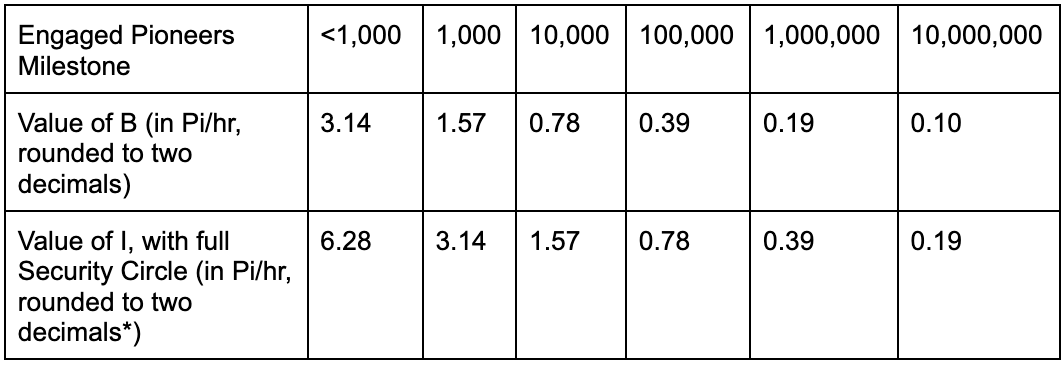 Engaged Pioneers Milestone <1,000 1,000 10,000 100,000 1,000,000 10,000,000
Value of B (in Pi/hr, rounded to two decimals) 3.14 1.57 0.78 0.39 0.19 0.10
Value of I, with full Security Circle (in Pi/hr, rounded to two decimals*) 6.28 3.14 1.57 0.78 0.39 0.19